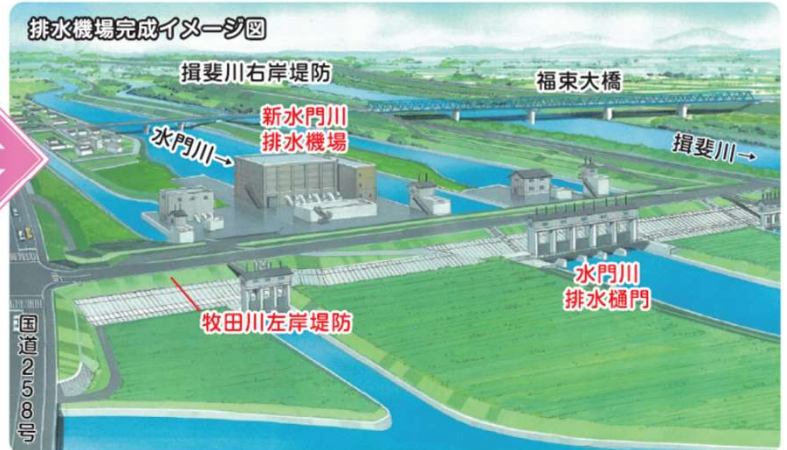 排水機場完成イメージ図
揖斐川右岸堤防
福束大橋
新水門川
排水機場
水門川→
揖斐川→
水門川
排水樋門
牧田川左岸堤防
国道258号